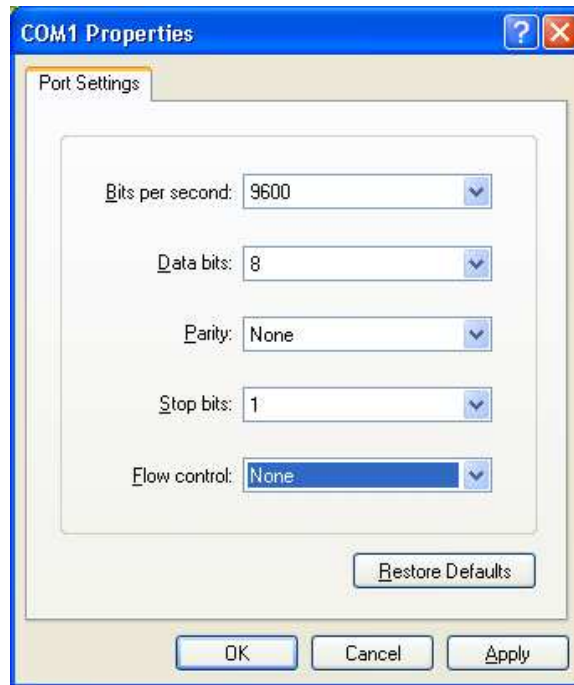 COM1 Properties
Port Settings
Bits per second: 9600
Data bits: 8
Parity: None
Stop bits: 1
Flow control: None
Restore Defaults
OK Cancel Apply